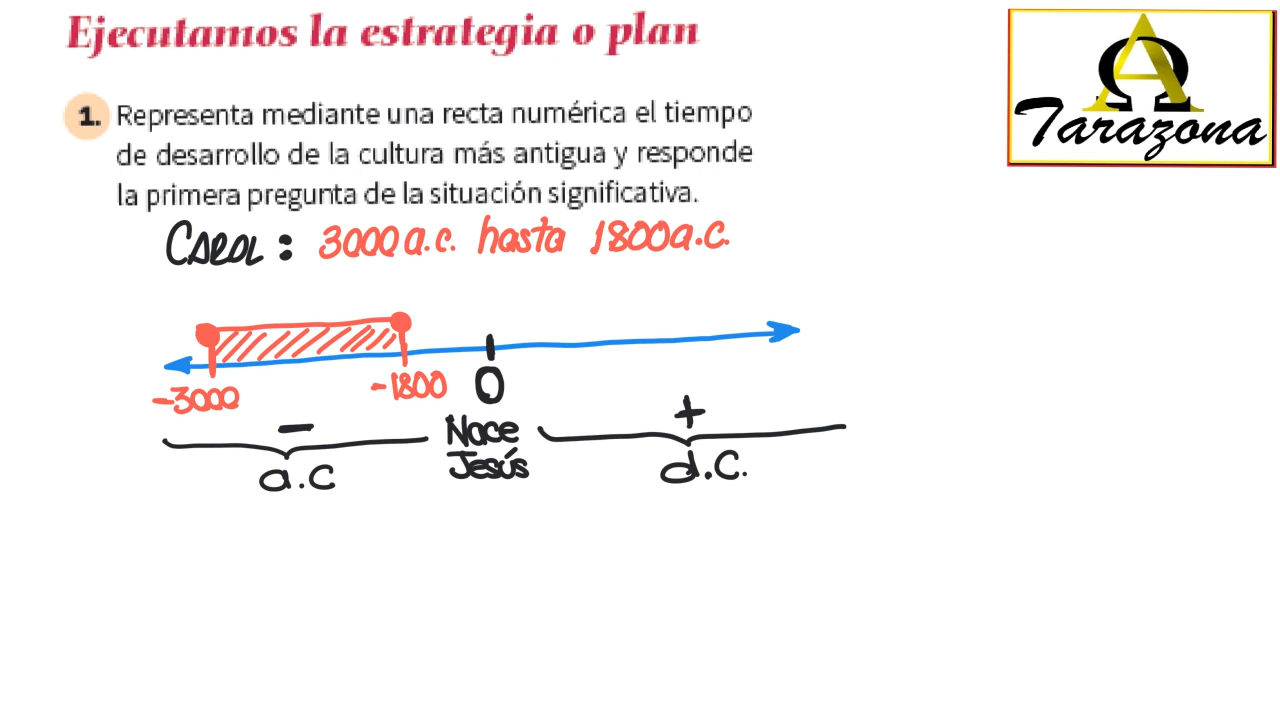 Ejecutamos la estrategia o plan
1. Representa mediante una recta numérica el tiempo
de desarrollo de la cultura más antigua y responde
la primera pregunta de la situación significativa.
CARAL: 3000 a.C. hasta 1800 a.C.
-3000 -1800 0
- Nace +
Jesús
a.C d.C.
AΩ
Tarazona